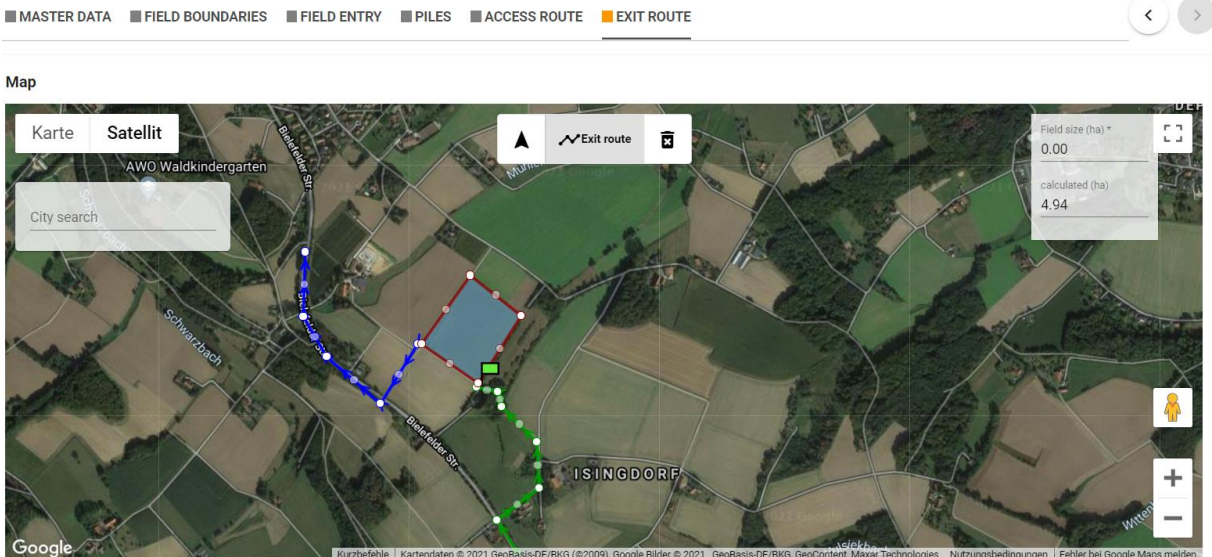 MASTER DATA FIELD BOUNDARIES FIELD ENTRY PILES ACCESS ROUTE EXIT ROUTE
Map
Karte Satellit
Exit route
Field size (ha) *
0.00
calculated (ha)
4.94
AWO Waldkindergarten
City search
Bielefelder Str.
Schwarzbach
Bielefelder Str.
ISINGDORF
Google
Kurzbefehle Kartendaten © 2021 GeoBasis-DE/BKG (©2009), Google Bilder © 2021 , GeoBasis-DE/BKG, GeoContent, Maxar Technologies Nutzungsbedingungen Fehler bei Google Maps melden